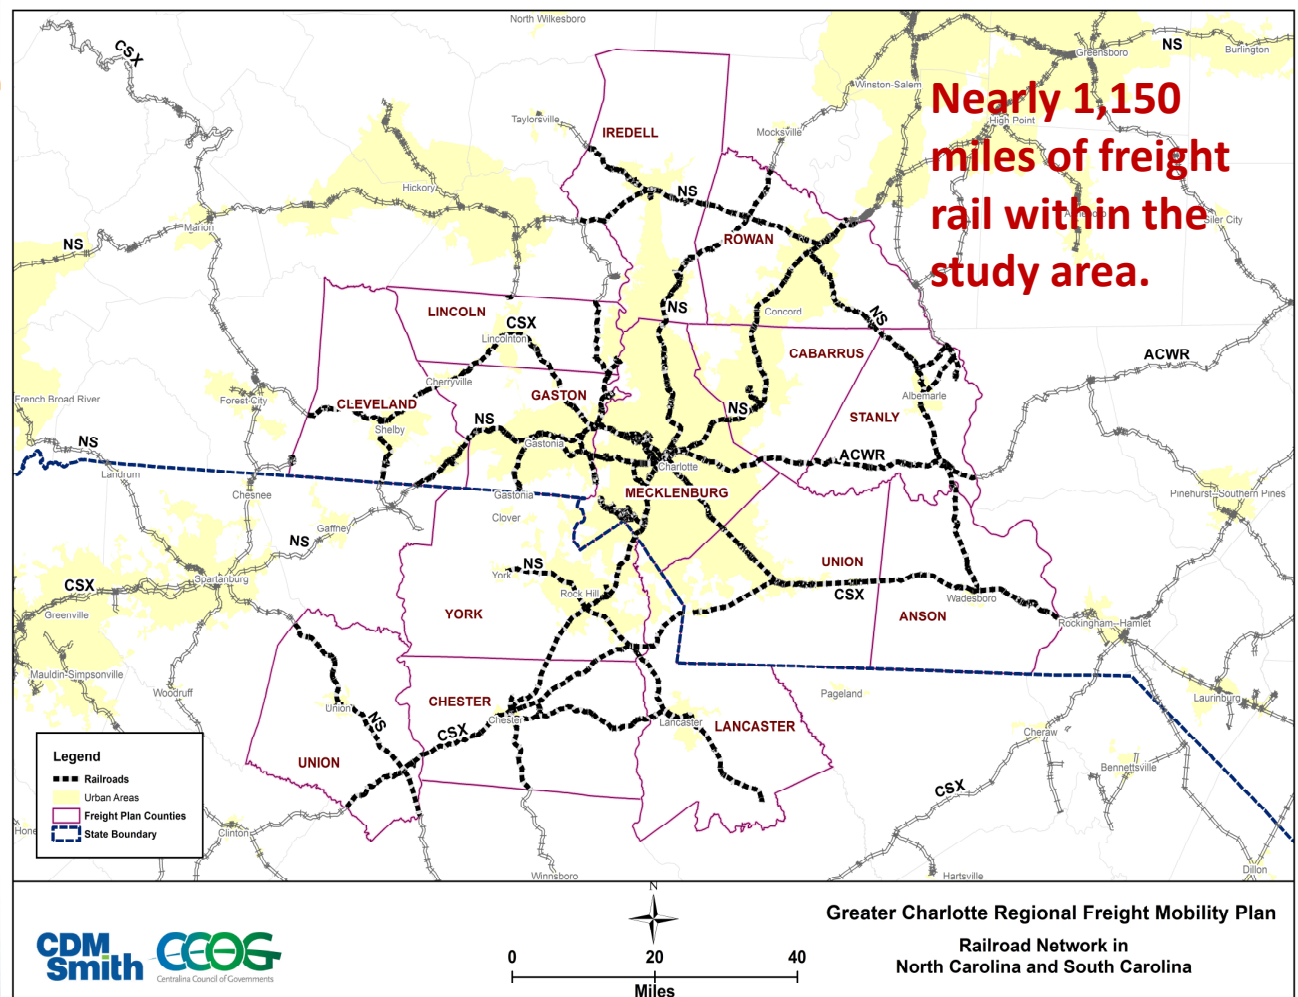 North Wilkesboro
CSX
Greensboro
NS
Burlington
Winston-Salem
Nearly 1,150
miles of freight
rail within the
study area.
High Point
Taylorsville
IREDELL
Mocksville
Hickory
NS
Marion
NS
ROWAN
Siler City
NS
LINCOLN
CSX
Lincolnton
Concord
NS
CABARRUS
ACWR
Cherryville
French Broad River
Forest City
CLEVELAND
GASTON
Albemarle
NS
NS
STANLY
Shelby
Gastonia
NS
ACWR
Landrum
Charlotte
Chesnee
Gastonia
MECKLENBURG
Pinehurst--Southern Pines
Clover
Gaffney
NS
UNION
York
NS
CSX
Spartanburg
Rock Hill
CSX
Wadesboro
Greenville
YORK
ANSON
Rockingham--Hamlet
Mauldin-Simpsonville
Woodruff
Union
NS
CHESTER
Chester
Lancaster
LANCASTER
Pageland
Laurinburg
CSX
Cheraw
UNION
Bennettsville
CSX
Legend
Railroads
Urban Areas
Freight Plan Counties
State Boundary
Hone
Clinton
Winnsboro
Hartsville
Dillon
N
CDM
Smith
CCOG
Centralina Council of Governments
0 20 40
Miles
Greater Charlotte Regional Freight Mobility Plan
Railroad Network in
North Carolina and South Carolina